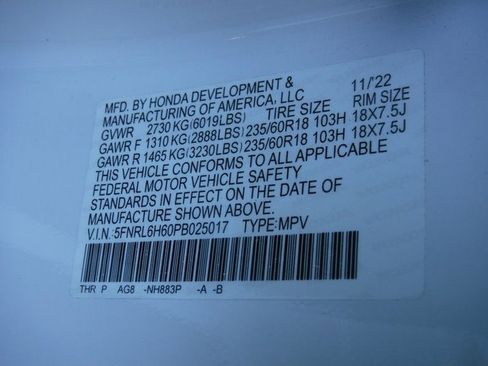 MFD. BY HONDA DEVELOPMENT & 11/'22
MANUFACTURING OF AMERICA, LLC
GVWR 2730 KG (6019LBS) TIRE SIZE RIM SIZE
GAWR F 1310 KG (2888LBS) 235/60R18 103H 18X7.5J
GAWR R 1465 KG (3230LBS) 235/60R18 103H 18X7.5J
THIS VEHICLE CONFORMS TO ALL APPLICABLE
FEDERAL MOTOR VEHICLE SAFETY
STANDARDS IN EFFECT ON THE DATE OF
MANUFACTURE SHOWN ABOVE.
V.I.N: 5FNRL6H60PB025017 TYPE: MPV
THR P AG8 -NH883P -A -B